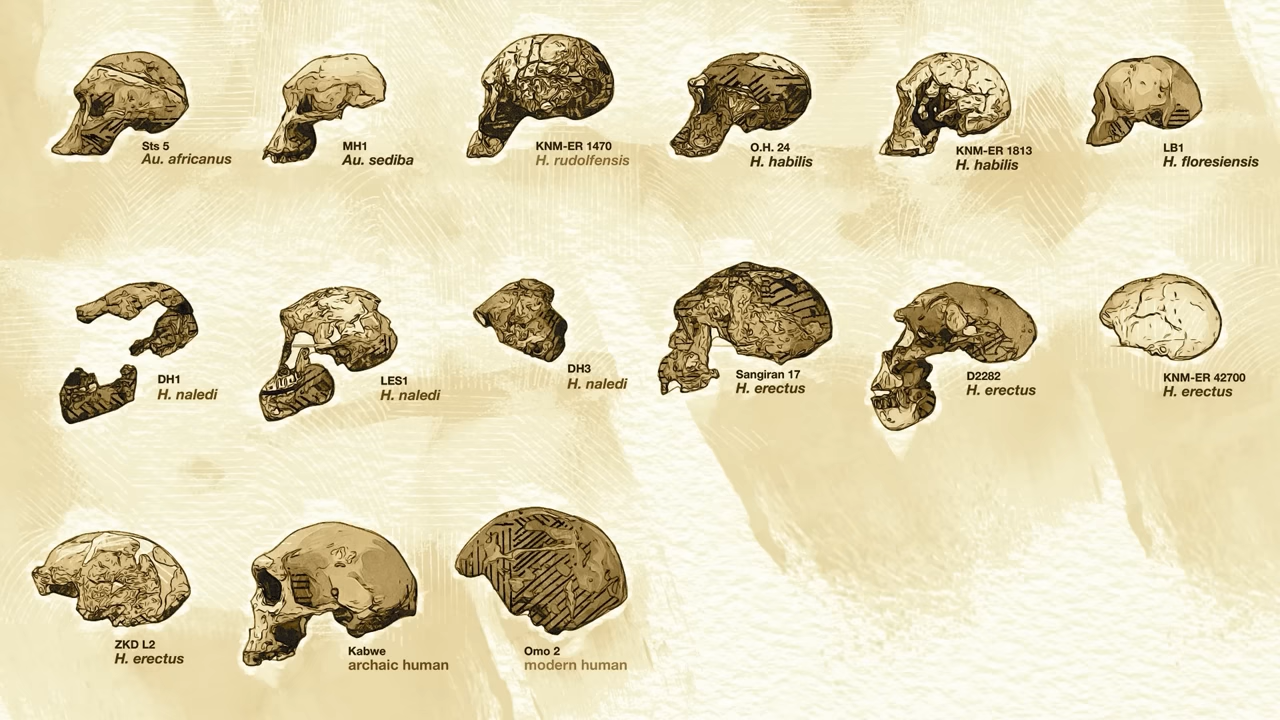 Sts 5
Au. africanus
MH1
Au. sediba
KNM-ER 1470
H. rudolfensis
O.H. 24
H. habilis
KNM-ER 1813
H. habilis
LB1
H. floresiensis
DH1
H. naledi
LES1
H. naledi
DH3
H. naledi
Sangiran 17
H. erectus
D2282
H. erectus
KNM-ER 42700
H. erectus
ZKD L2
H. erectus
Kabwe
archaic human
Omo 2
modern human